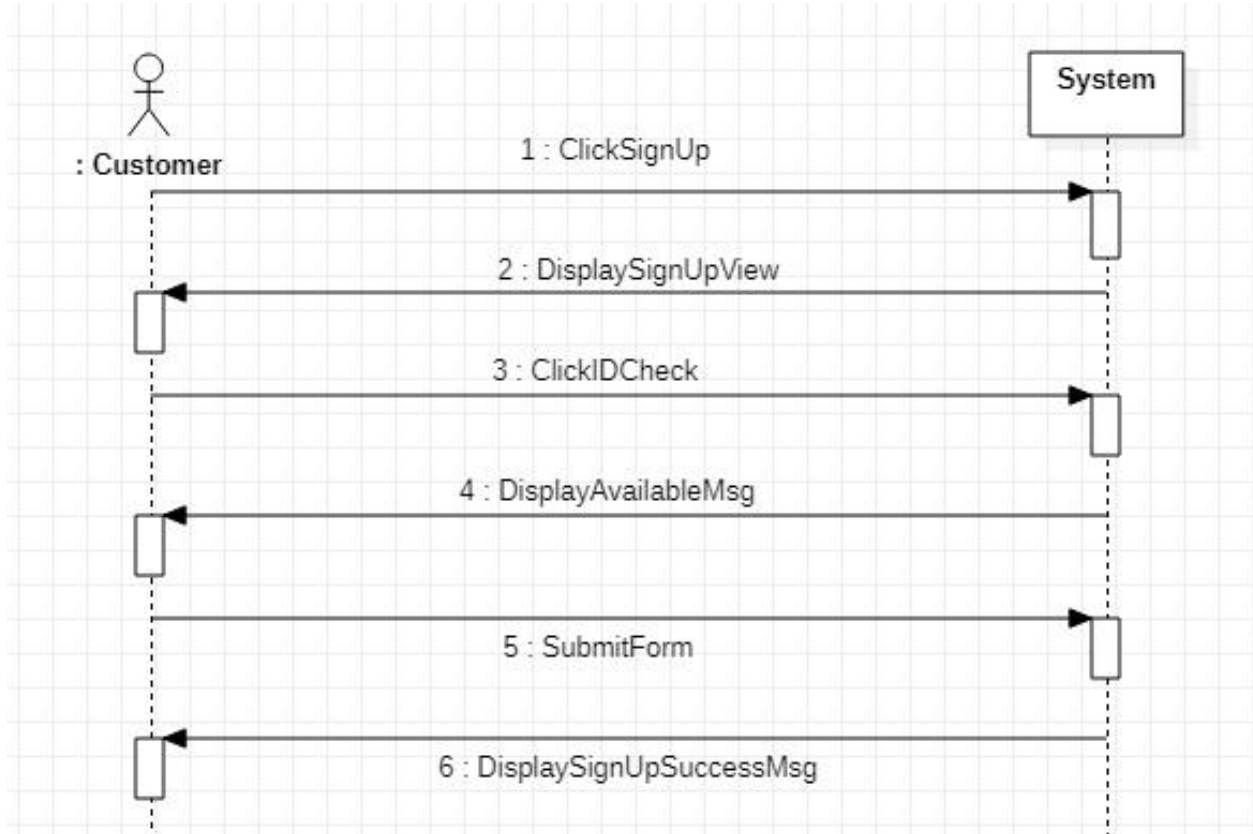 System
: Customer
1 : ClickSignUp
2 : DisplaySignUpView
3 : ClickIDCheck
4 : DisplayAvailableMsg
5 : SubmitForm
6 : DisplaySignUpSuccessMsg